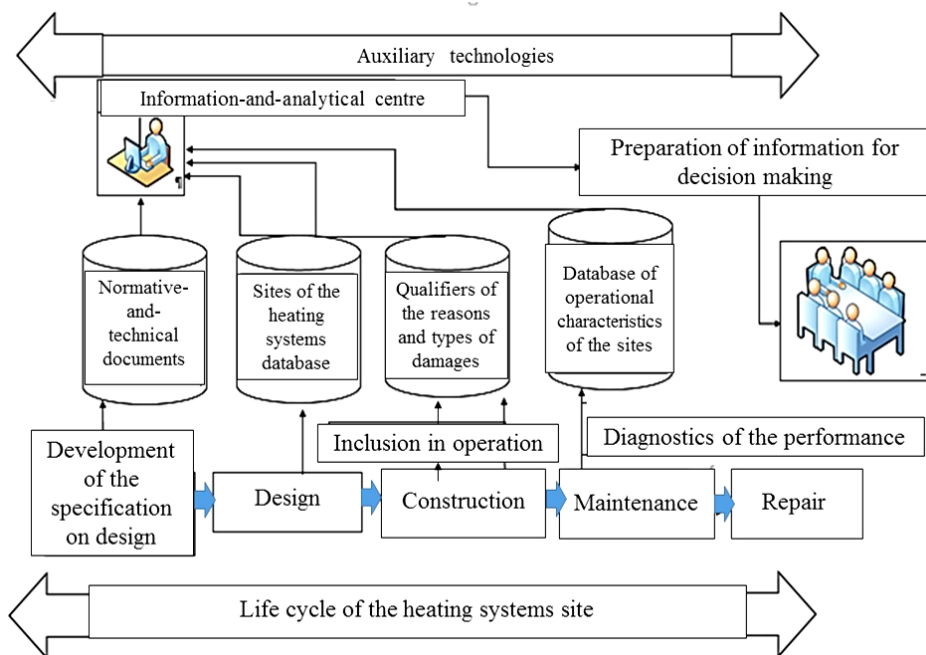 Auxiliary technologies
Information-and-analytical centre
Preparation of information for
decision making
Normative-
and-
technical
documents
Sites of the
heating
systems
database
Qualifiers of
the reasons
and types of
damages
Database of
operational
characteristics
of the sites
Inclusion in operation
Diagnostics of the performance
Development
of the
specification
on design
Design
Construction
Maintenance
Repair
Life cycle of the heating systems site